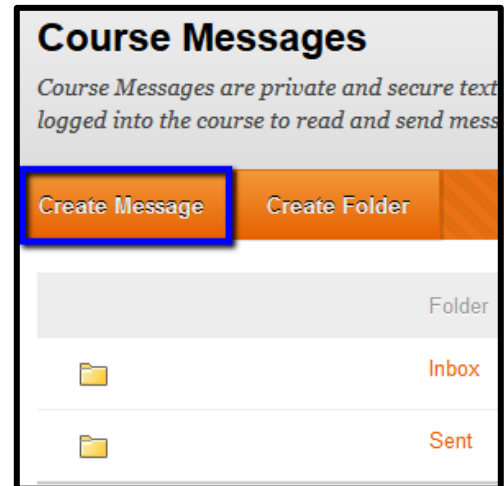 Course Messages
Course Messages are private and secure text
logged into the course to read and send mess
Create Message Create Folder
Folder
Inbox
Sent